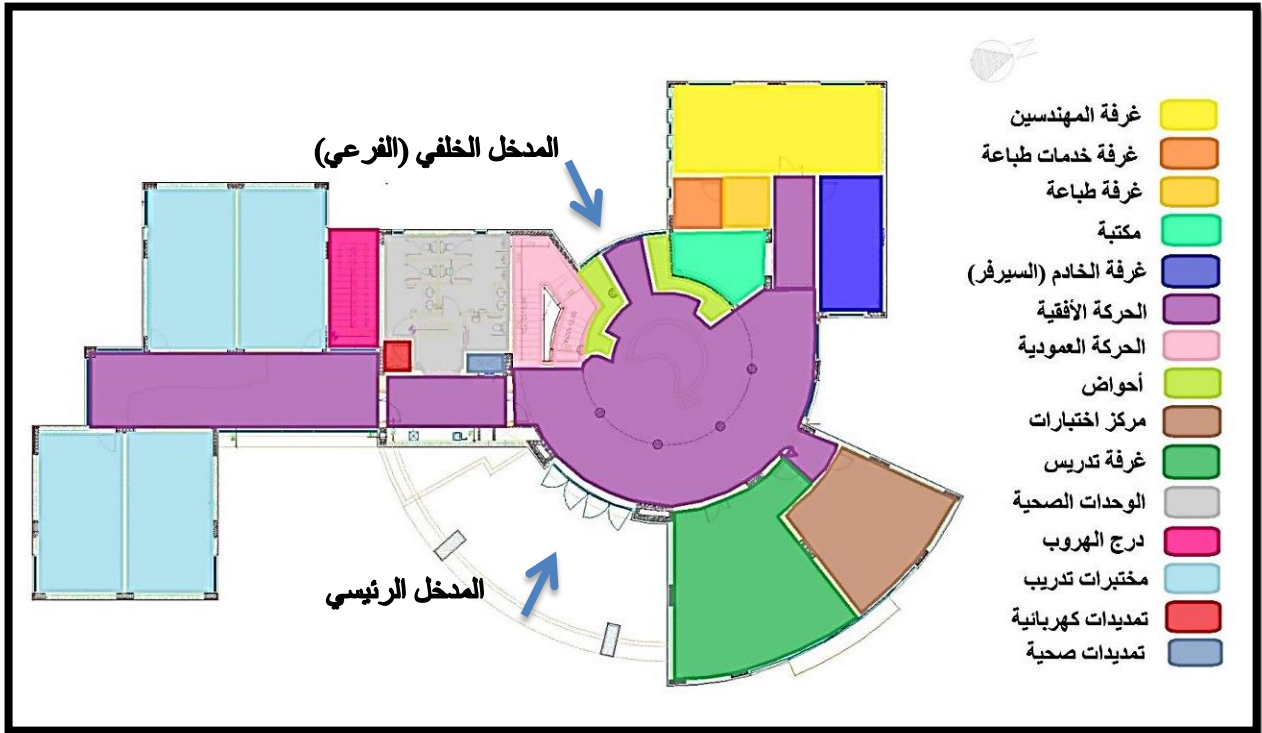 المدخل الخلفي (الفرعي)
المدخل الرئيسي
غرفة المهندسين
غرفة خدمات طباعة
غرفة طباعة
مكتبة
غرفة الخادم (السيرفر)
الحركة الأفقية
الحركة العمودية
أحواض
مركز اختبارات
غرفة تدريس
الوحدات الصحية
درج الهروب
مختبرات تدريب
تمديدات كهربائية
تمديدات صحية